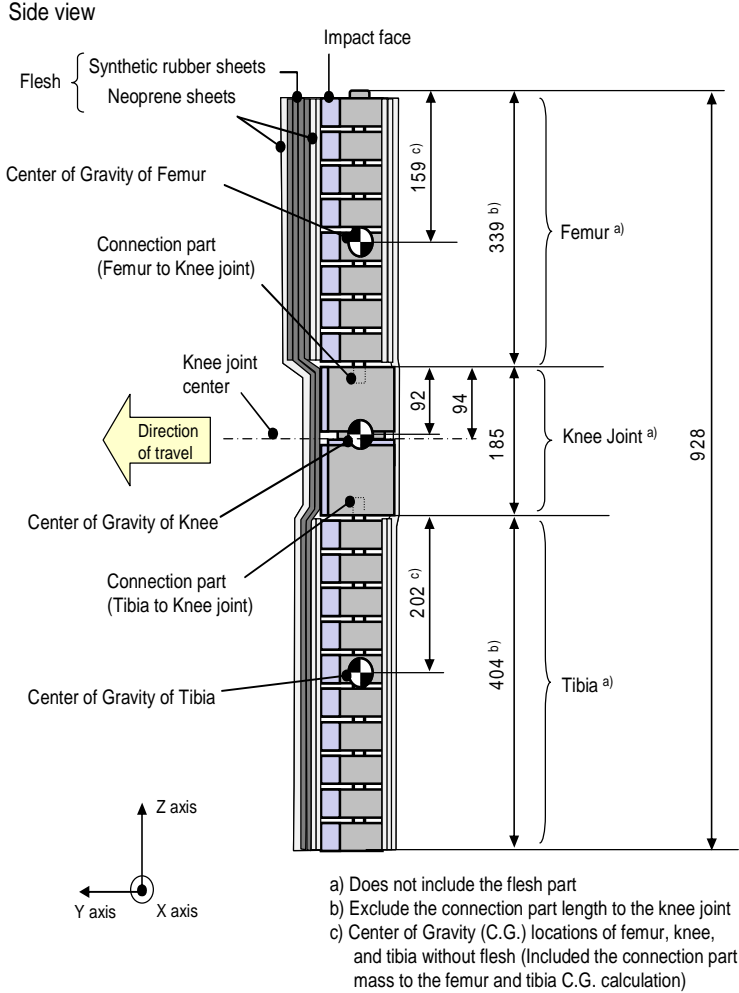 Side view
Impact face
Flesh
Synthetic rubber sheets
Neoprene sheets
159 c)
Center of Gravity of Femur
339 b)
Femur a)
Connection part
(Femur to Knee joint)
Knee joint
center
92
94
185
Knee Joint a)
928
Direction
of travel
Center of Gravity of Knee
Connection part
(Tibia to Knee joint)
202 c)
404 b)
Tibia a)
Center of Gravity of Tibia
Z axis
Y axis
X axis
a) Does not include the flesh part
b) Exclude the connection part length to the knee joint
c) Center of Gravity (C.G.) locations of femur, knee,
and tibia without flesh (Included the connection part
mass to the femur and tibia C.G. calculation)